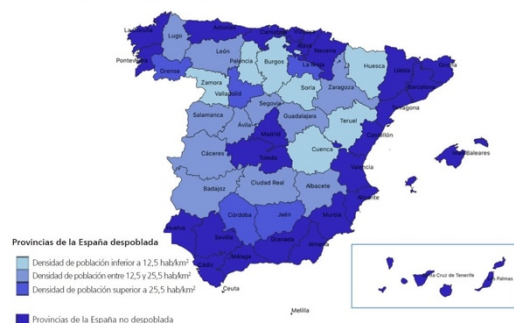 Lugo
León
Palencia
Burgos
Navarra
La Rioja
Huesca
Lleida
Girona
Barcelona
Tarragona
Pontevedra
Orense
Zamora
Valladolid
Soria
Zaragoza
Segovia
Salamanca
Ávila
Guadalajara
Teruel
Madrid
Castellón
Cáceres
Toledo
Cuenca
Valencia
Baleares
Badajoz
Ciudad Real
Albacete
Alicante
Córdoba
Jaén
Murcia
Huelva
Sevilla
Granada
Almería
Málaga
Cádiz
Ceuta
Melilla
Cruz de Tenerife
Palmas
Provincias de la España despoblada
Densidad de población inferior a 12,5 hab/km²
Densidad de población entre 12,5 y 25,5 hab/km²
Densidad de población superior a 25,5 hab/km²
Provincias de la España no despoblada